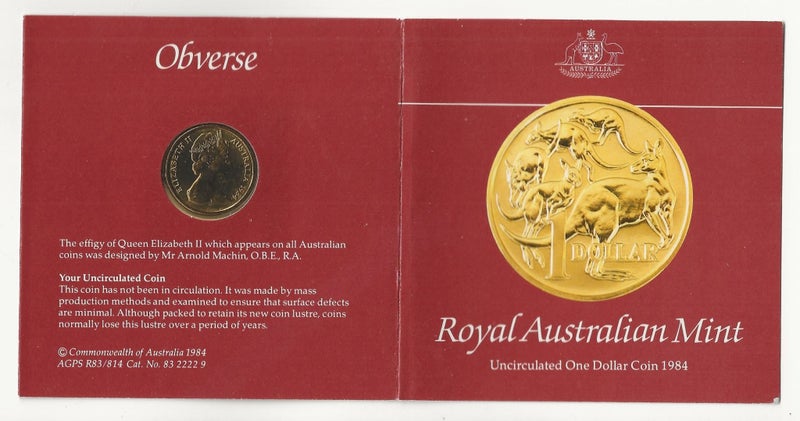 Obverse
ELIZABETH II AUSTRALIA 1984
The effigy of Queen Elizabeth II which appears on all Australian
coins was designed by Mr Arnold Machin, O.B.E., R.A.
Your Uncirculated Coin
This coin has not been in circulation. It was made by mass
production methods and examined to ensure that surface defects
are minimal. Although packed to retain its new coin lustre, coins
normally lose this lustre over a period of years.
© Commonwealth of Australia 1984
AGPS R83/814 Cat. No. 83 2222 9
AUSTRALIA
1 DOLLAR
Royal Australian Mint
Uncirculated One Dollar Coin 1984